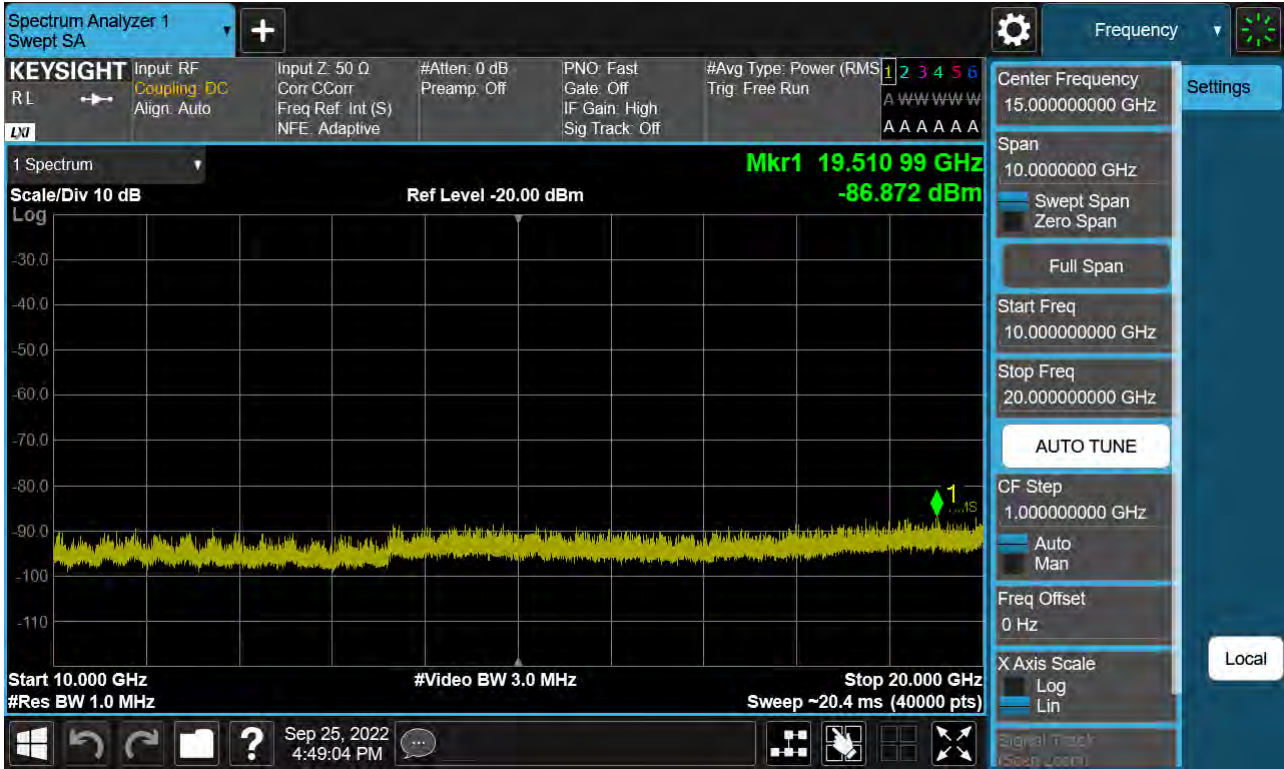 Spectrum Analyzer 1
Swept SA
+
Frequency
KEYSIGHT
RL
LXI
Input: RF
Coupling: DC
Align: Auto
Input Z: 50 Ω
Corr CCorr
Freq Ref: Int (S)
NFE: Adaptive
#Atten: 0 dB
Preamp: Off
PNO: Fast
Gate: Off
IF Gain: High
Sig Track: Off
#Avg Type: Power (RMS
Trig: Free Run
1 2 3 4 5 6
A W W W W W
A A A A A A
1 Spectrum
Mkr1 19.510 99 GHz
Scale/Div 10 dB
Ref Level -20.00 dBm
-86.872 dBm
Log
-30.0
-40.0
-50.0
-60.0
-70.0
-80.0
-90.0
-100
-110
1
Start 10.000 GHz
#Video BW 3.0 MHz
Stop 20.000 GHz
#Res BW 1.0 MHz
Sweep ~20.4 ms (40000 pts)
?
Sep 25, 2022
4:49:04 PM
Center Frequency
15.000000000 GHz
Span
10.0000000 GHz
Swept Span
Zero Span
Full Span
Start Freq
10.000000000 GHz
Stop Freq
20.000000000 GHz
AUTO TUNE
CF Step
1.000000000 GHz
Auto
Man
Freq Offset
0 Hz
X Axis Scale
Log
Lin
Signal Track
(Span Zoom)
Settings
Local